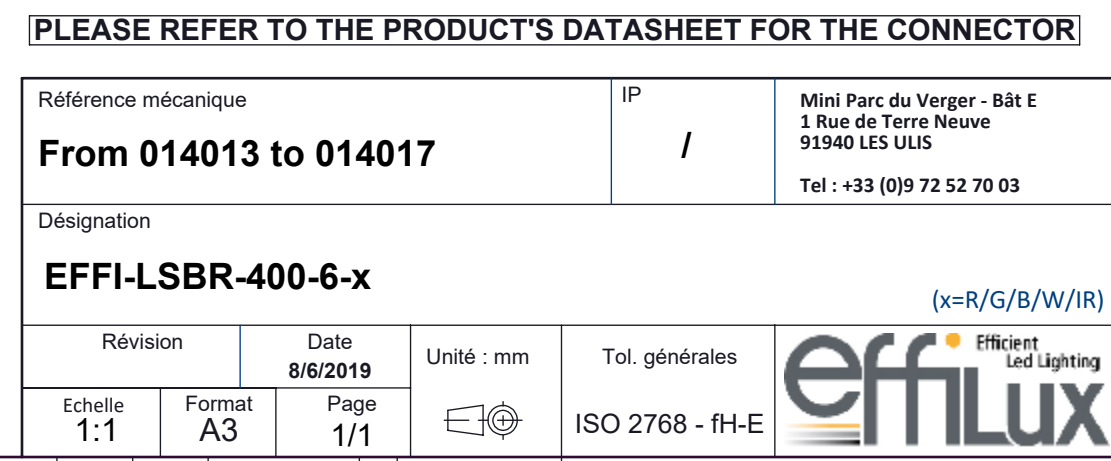 PLEASE REFER TO THE PRODUCT'S DATASHEET FOR THE CONNECTOR
Référence mécanique
From 014013 to 014017
IP
/
Mini Parc du Verger - Bât E
1 Rue de Terre Neuve
91940 LES ULIS
Tel : +33 (0)9 72 52 70 03
Désignation
EFFI-LSBR-400-6-x
(x=R/G/B/W/IR)
Révision
Date
8/6/2019
Unité : mm
Tol. générales
Echelle
1:1
Format
A3
Page
1/1
ISO 2768 - fH-E
effiLUX
Efficient
Led Lighting